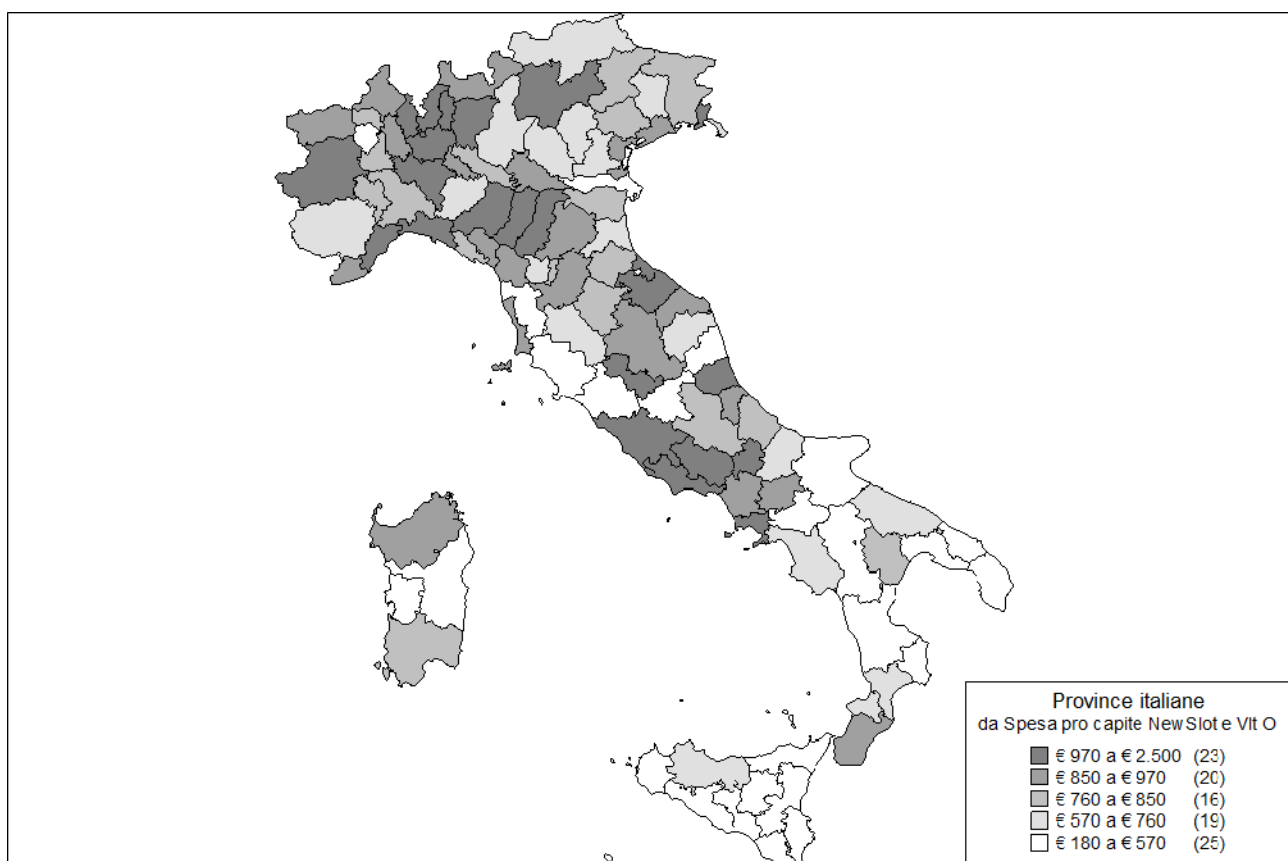 Province italiane
da Spesa pro capite NewSlot e Vlt O
€ 970 a € 2.500 (23)
€ 850 a € 970 (20)
€ 760 a € 850 (16)
€ 570 a € 760 (19)
€ 180 a € 570 (25)